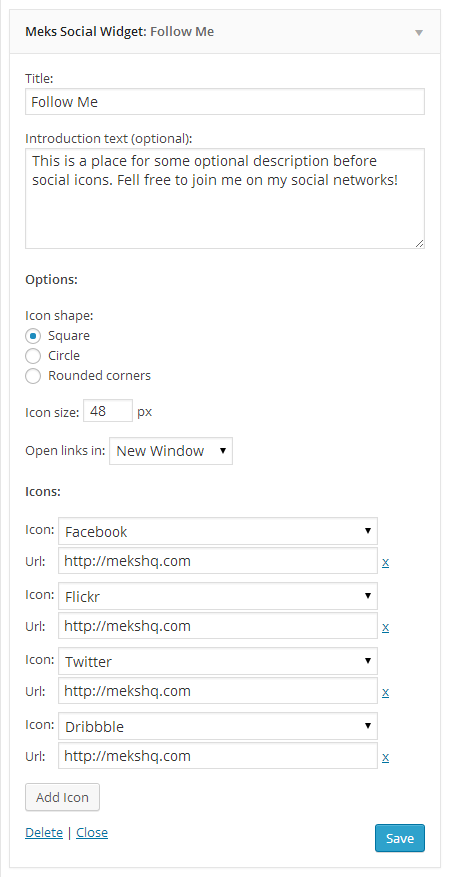 Meks Social Widget: Follow Me
Title:
Follow Me
Introduction text (optional):
This is a place for some optional description before
social icons. Fell free to join me on my social networks!
Options:
Icon shape:
Square
Circle
Rounded corners
Icon size: 48 px
Open links in: New Window
Icons:
Icon: Facebook
Url: http://mekshq.com x
Icon: Flickr
Url: http://mekshq.com x
Icon: Twitter
Url: http://mekshq.com x
Icon: Dribbble
Url: http://mekshq.com x
Add Icon
Delete | Close
Save